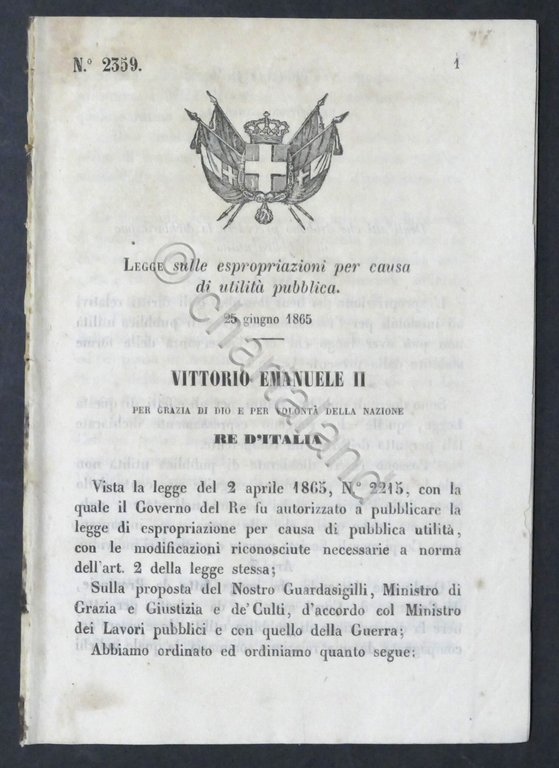 N.° 2359.
1
LEGGE sulle espropriazioni per causa
di utilità pubblica.
25 giugno 1865
VITTORIO EMANUELE II
PER GRAZIA DI DIO E PER VOLONTÀ DELLA NAZIONE
RE D'ITALIA
Vista la legge del 2 aprile 1865, N.° 2215, con la
quale il Governo del Re fu autorizzato a pubblicare la
legge di espropriazione per causa di pubblica utilità,
con le modificazioni riconosciute necessarie a norma
dell'art. 2 della legge stessa;
Sulla proposta del Nostro Guardasigilli, Ministro di
Grazia e Giustizia e de' Culti, d'accordo col Ministro
dei Lavori pubblici e con quello della Guerra;
Abbiamo ordinato ed ordiniamo quanto segue:
© chartaland